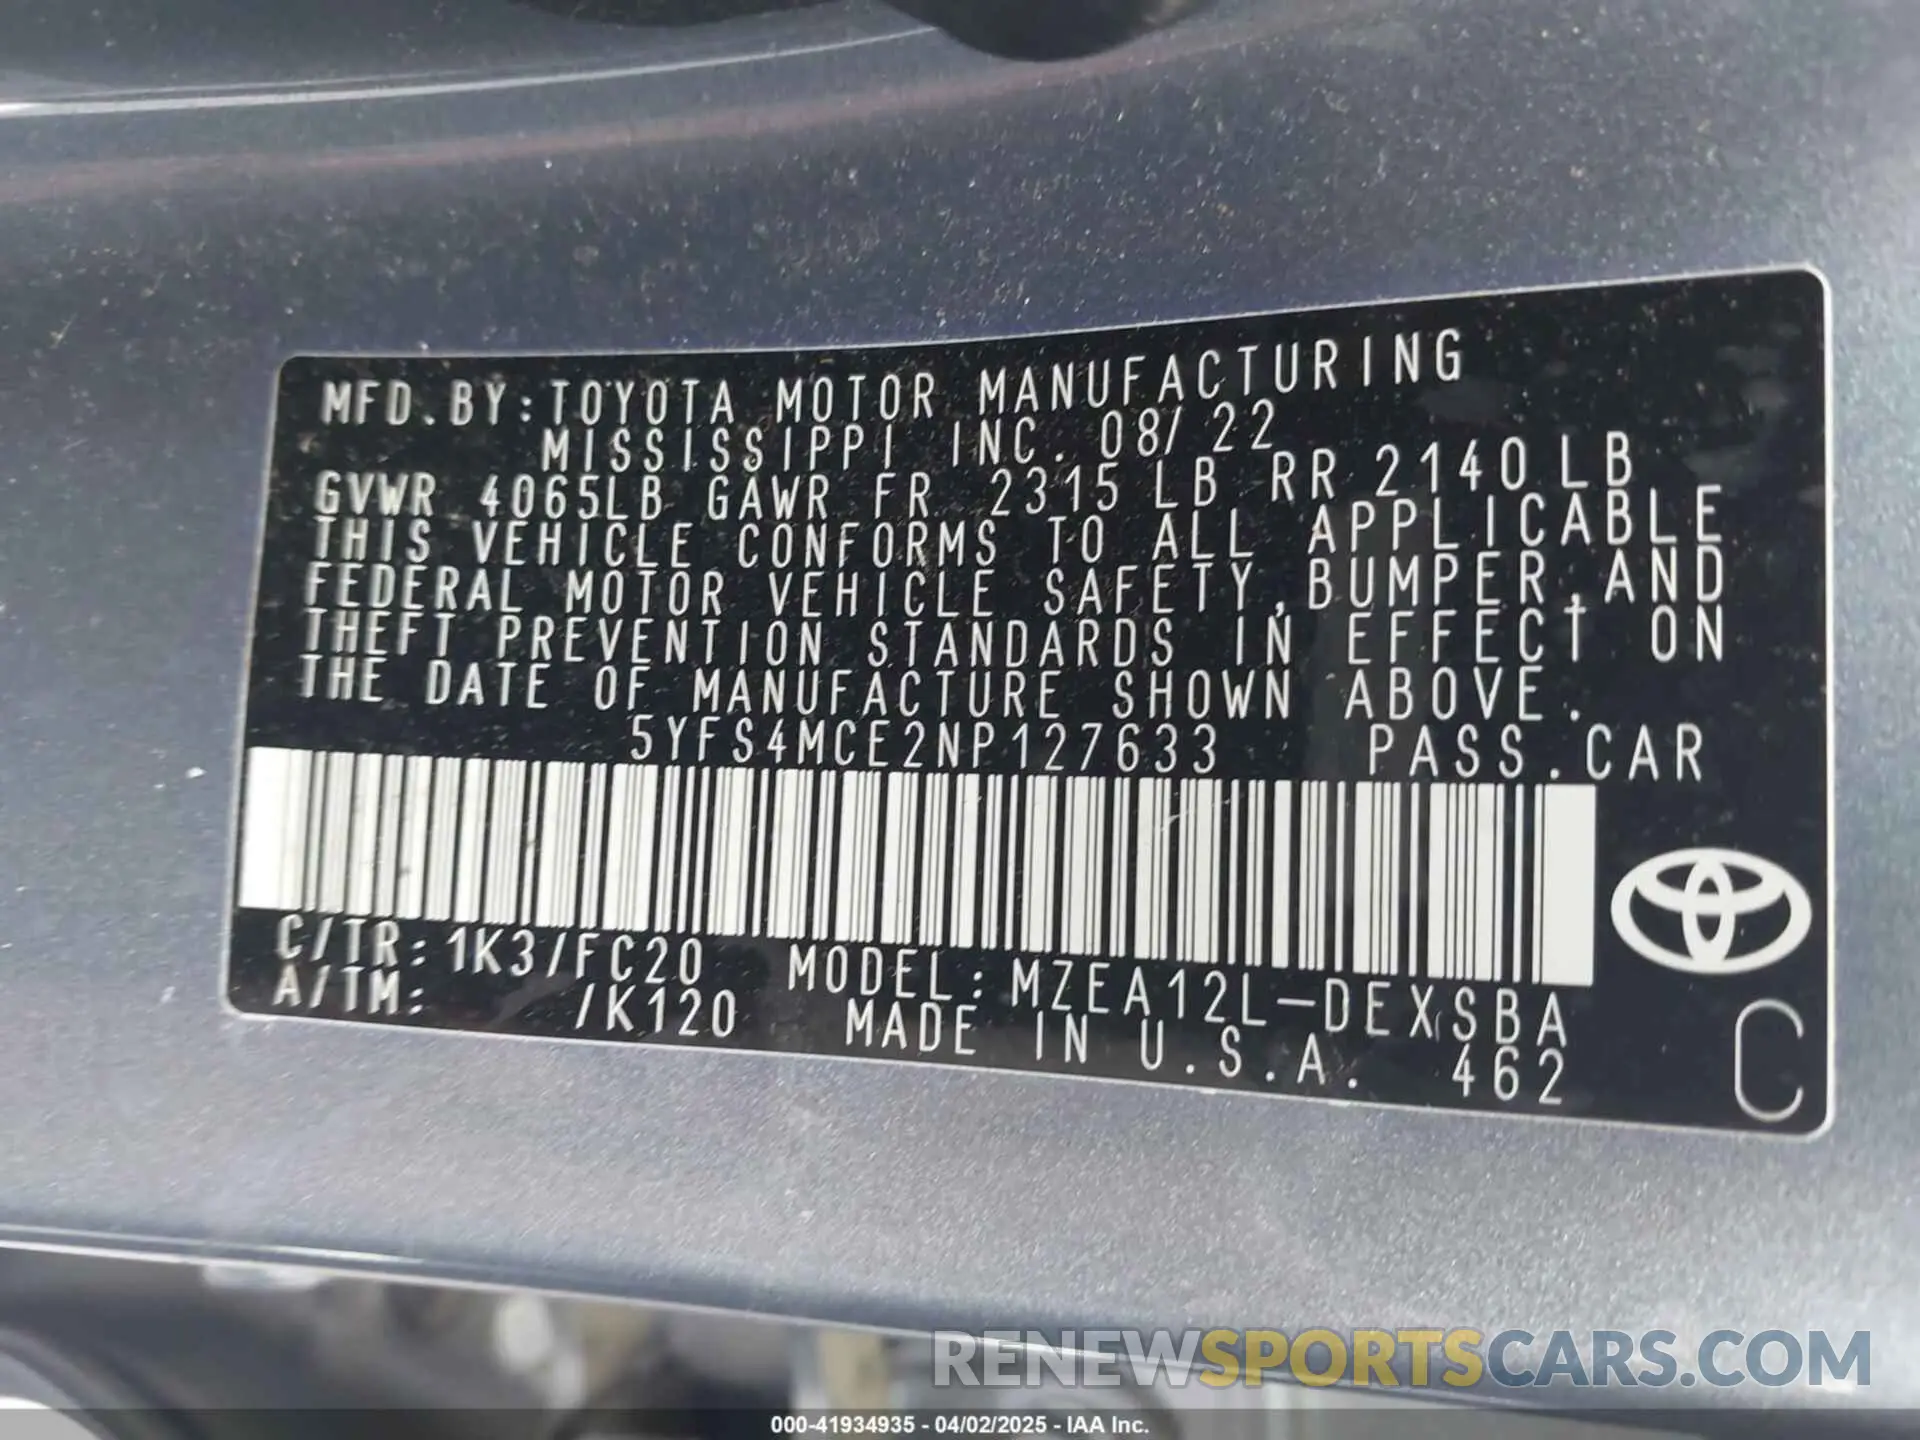 MFD.BY:TOYOTA MOTOR MANUFACTURING
MISSISSIPPI INC. 08/22
GVWR 4065LB GAWR FR 2315LB RR 2140LB
THIS VEHICLE CONFORMS TO ALL APPLICABLE
FEDERAL MOTOR VEHICLE SAFETY,BUMPER,AND
THEFT PREVENTION STANDARDS IN EFFECT ON
THE DATE OF MANUFACTURE SHOWN ABOVE.
5YFS4MCE2NP127633 PASS.CAR
C/TR:1K3/FC20 MODEL:MZEA12L-DEXSBA
A/TM: /K120 MADE IN U.S.A. 462
C
RENEWSPORTSCARS.COM
000-41934935 - 04/02/2025 - IAA Inc.